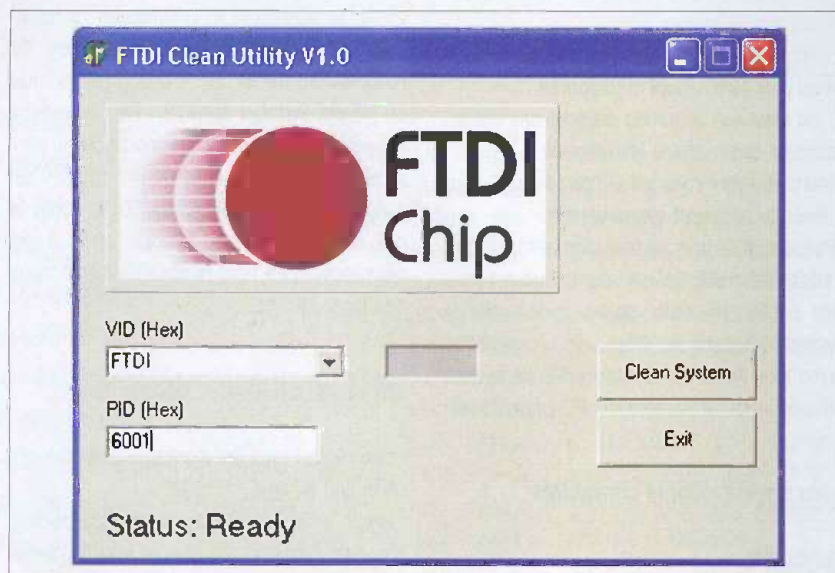 FTDI Clean Utility V1.0
FTDI
Chip
VID (Hex)
FTDI
Clean System
PID (Hex)
6001
Exit
Status: Ready